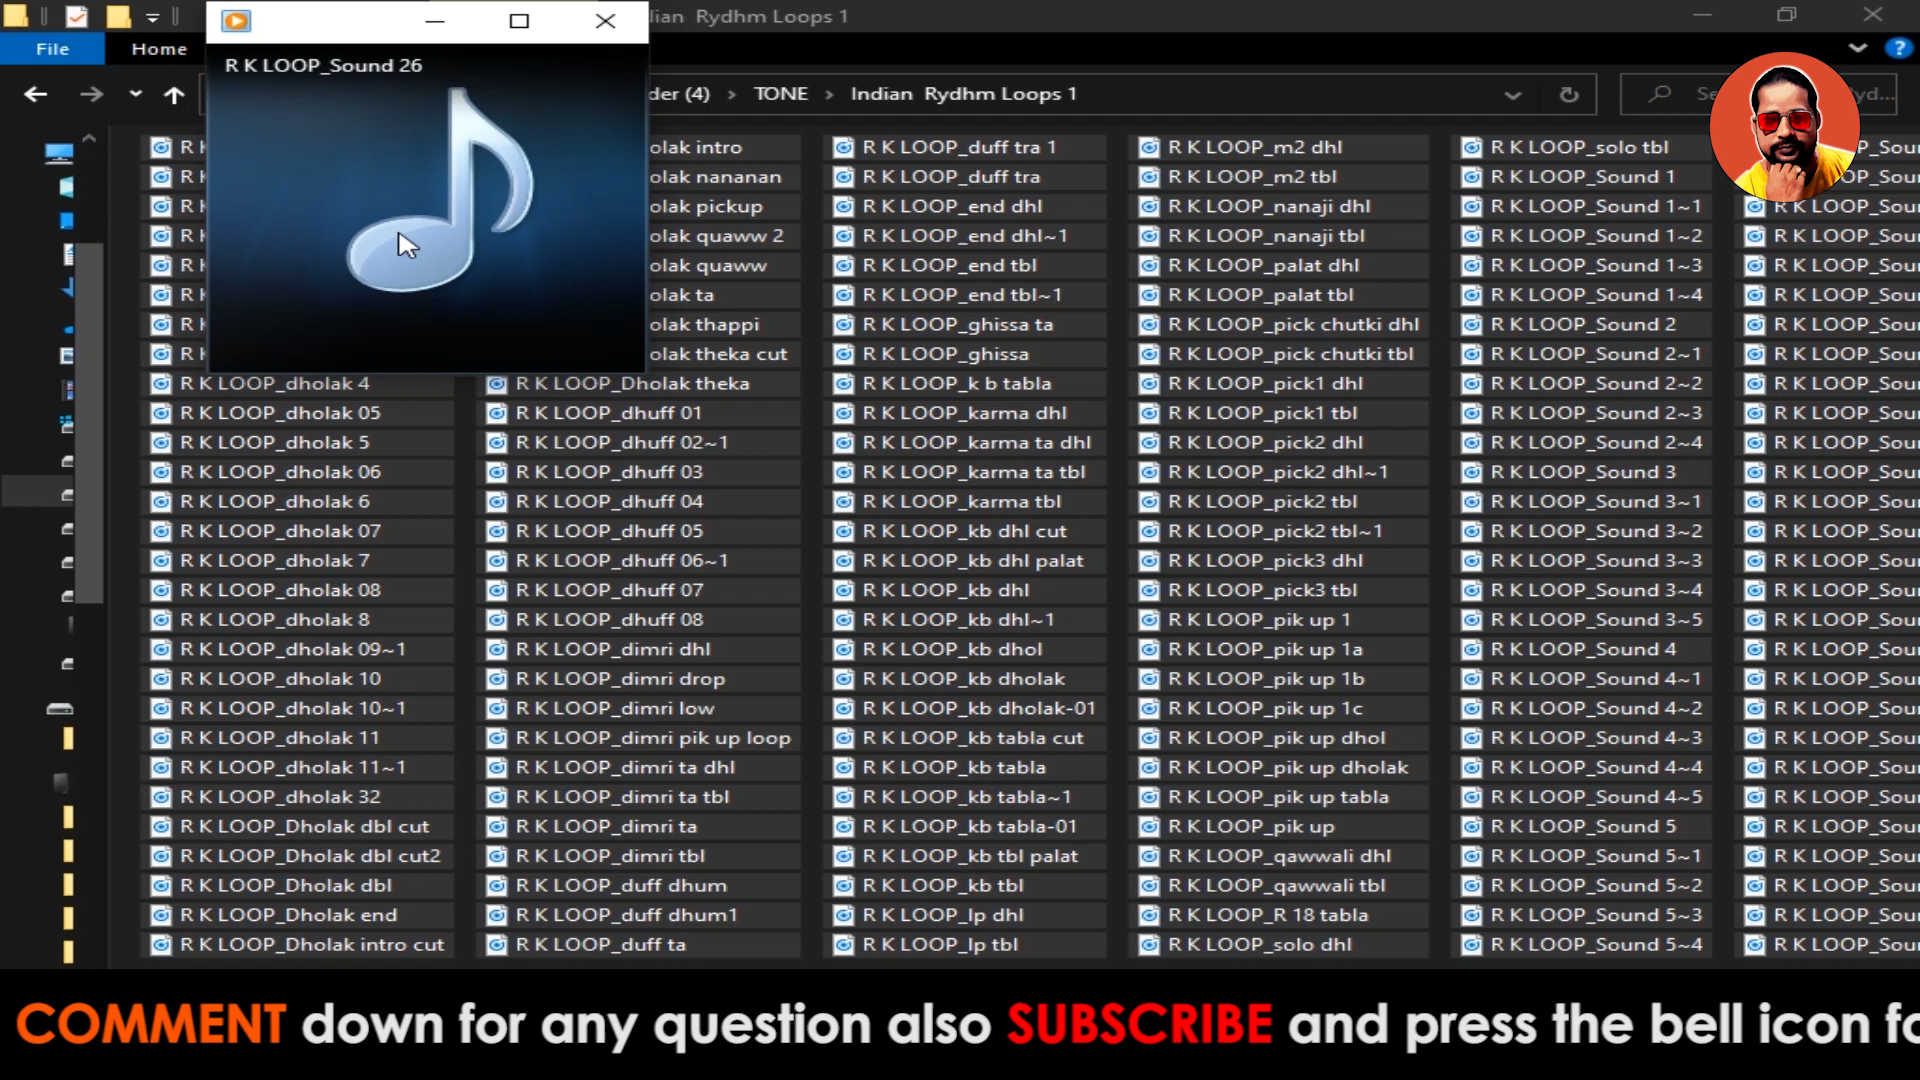 Indian Rydhm Loops 1
File
Home
R K LOOP_Sound 26
der (4) › TONE › Indian Rydhm Loops 1
olak intro
olak nananan
olak pickup
olak quaww 2
olak quaww
olak ta
olak thappi
olak theka cut
R K LOOP_dholak 4
R K LOOP_dholak 05
R K LOOP_dholak 5
R K LOOP_dholak 06
R K LOOP_dholak 6
R K LOOP_dholak 07
R K LOOP_dholak 7
R K LOOP_dholak 08
R K LOOP_dholak 8
R K LOOP_dholak 09~1
R K LOOP_dholak 10
R K LOOP_dholak 10~1
R K LOOP_dholak 11
R K LOOP_dholak 11~1
R K LOOP_dholak 32
R K LOOP_Dholak dbl cut
R K LOOP_Dholak dbl cut2
R K LOOP_Dholak dbl
R K LOOP_Dholak end
R K LOOP_Dholak intro cut
R K LOOP_Dholak theka
R K LOOP_dhuff 01
R K LOOP_dhuff 02~1
R K LOOP_dhuff 03
R K LOOP_dhuff 04
R K LOOP_dhuff 05
R K LOOP_dhuff 06~1
R K LOOP_dhuff 07
R K LOOP_dhuff 08
R K LOOP_dimri dhl
R K LOOP_dimri drop
R K LOOP_dimri low
R K LOOP_dimri pik up loop
R K LOOP_dimri ta dhl
R K LOOP_dimri ta tbl
R K LOOP_dimri ta
R K LOOP_dimri tbl
R K LOOP_duff dhum
R K LOOP_duff dhum1
R K LOOP_duff ta
R K LOOP_duff tra 1
R K LOOP_duff tra
R K LOOP_end dhl
R K LOOP_end dhl~1
R K LOOP_end tbl
R K LOOP_end tbl~1
R K LOOP_ghissa ta
R K LOOP_ghissa
R K LOOP_k b tabla
R K LOOP_karma dhl
R K LOOP_karma ta dhl
R K LOOP_karma ta tbl
R K LOOP_karma tbl
R K LOOP_kb dhl cut
R K LOOP_kb dhl palat
R K LOOP_kb dhl
R K LOOP_kb dhl~1
R K LOOP_kb dhol
R K LOOP_kb dholak
R K LOOP_kb dholak-01
R K LOOP_kb tabla cut
R K LOOP_kb tabla
R K LOOP_kb tabla~1
R K LOOP_kb tabla-01
R K LOOP_kb tbl palat
R K LOOP_kb tbl
R K LOOP_lp dhl
R K LOOP_lp tbl
R K LOOP_m2 dhl
R K LOOP_m2 tbl
R K LOOP_nanaji dhl
R K LOOP_nanaji tbl
R K LOOP_palat dhl
R K LOOP_palat tbl
R K LOOP_pick chutki dhl
R K LOOP_pick chutki tbl
R K LOOP_pick1 dhl
R K LOOP_pick1 tbl
R K LOOP_pick2 dhl
R K LOOP_pick2 dhl~1
R K LOOP_pick2 tbl
R K LOOP_pick2 tbl~1
R K LOOP_pick3 dhl
R K LOOP_pick3 tbl
R K LOOP_pik up 1
R K LOOP_pik up 1a
R K LOOP_pik up 1b
R K LOOP_pik up 1c
R K LOOP_pik up dhol
R K LOOP_pik up dholak
R K LOOP_pik up tabla
R K LOOP_pik up
R K LOOP_qawwali dhl
R K LOOP_qawwali tbl
R K LOOP_R 18 tabla
R K LOOP_solo dhl
R K LOOP_solo tbl
R K LOOP_Sound 1
R K LOOP_Sound 1~1
R K LOOP_Sound 1~2
R K LOOP_Sound 1~3
R K LOOP_Sound 1~4
R K LOOP_Sound 2
R K LOOP_Sound 2~1
R K LOOP_Sound 2~2
R K LOOP_Sound 2~3
R K LOOP_Sound 2~4
R K LOOP_Sound 3
R K LOOP_Sound 3~1
R K LOOP_Sound 3~2
R K LOOP_Sound 3~3
R K LOOP_Sound 3~4
R K LOOP_Sound 3~5
R K LOOP_Sound 4
R K LOOP_Sound 4~1
R K LOOP_Sound 4~2
R K LOOP_Sound 4~3
R K LOOP_Sound 4~4
R K LOOP_Sound 4~5
R K LOOP_Sound 5
R K LOOP_Sound 5~1
R K LOOP_Sound 5~2
R K LOOP_Sound 5~3
R K LOOP_Sound 5~4
COMMENT down for any question also SUBSCRIBE and press the bell icon fo